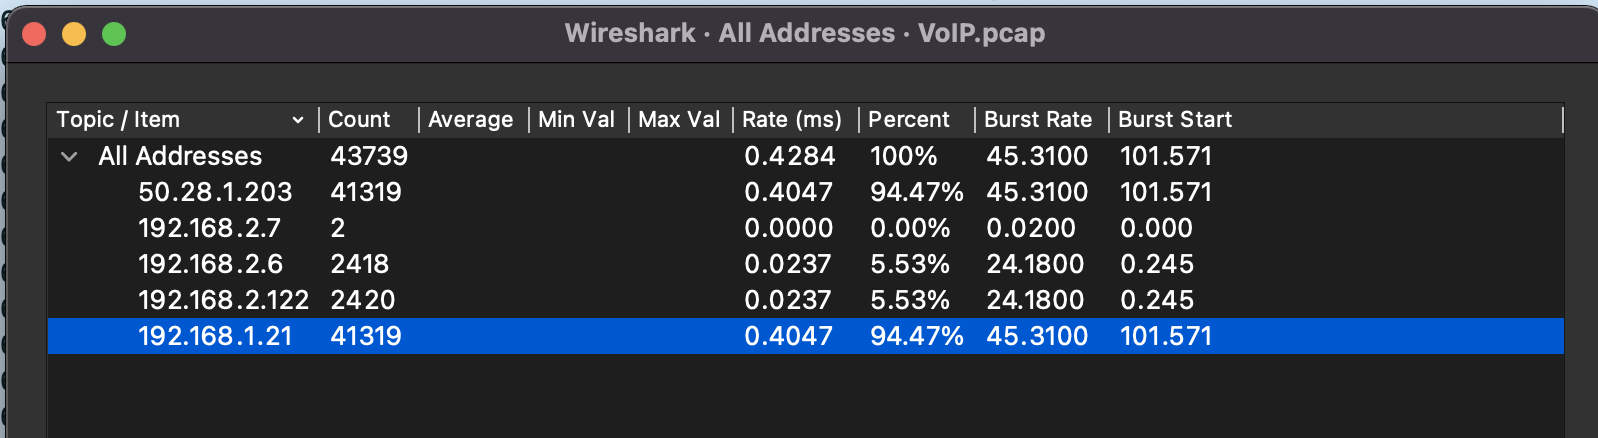 Wireshark · All Addresses · VoIP.pcap
Topic / Item Count Average Min Val Max Val Rate (ms) Percent Burst Rate Burst Start
All Addresses 43739 0.4284 100% 45.3100 101.571
50.28.1.203 41319 0.4047 94.47% 45.3100 101.571
192.168.2.7 2 0.0000 0.00% 0.0200 0.000
192.168.2.6 2418 0.0237 5.53% 24.1800 0.245
192.168.2.122 2420 0.0237 5.53% 24.1800 0.245
192.168.1.21 41319 0.4047 94.47% 45.3100 101.571